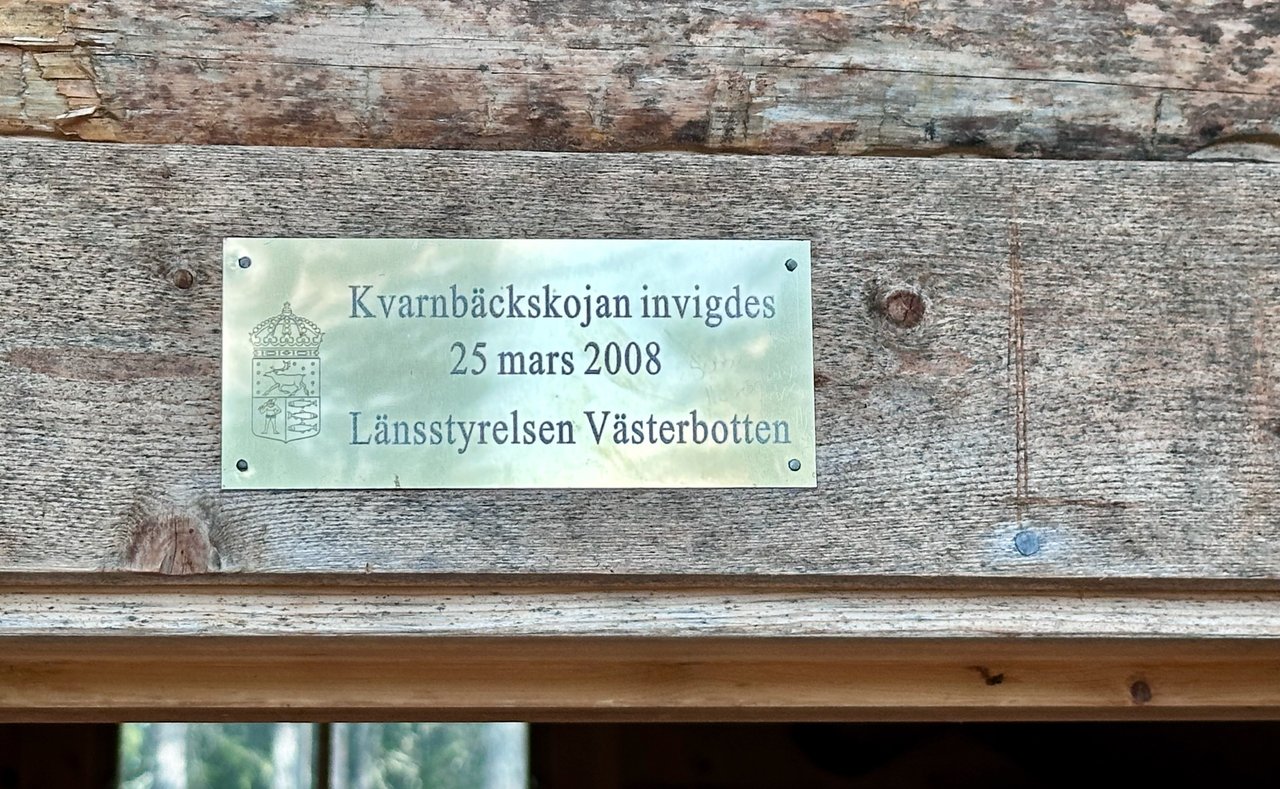 Kvarnbäckskojan invigdes
25 mars 2008
Länsstyrelsen Västerbotten